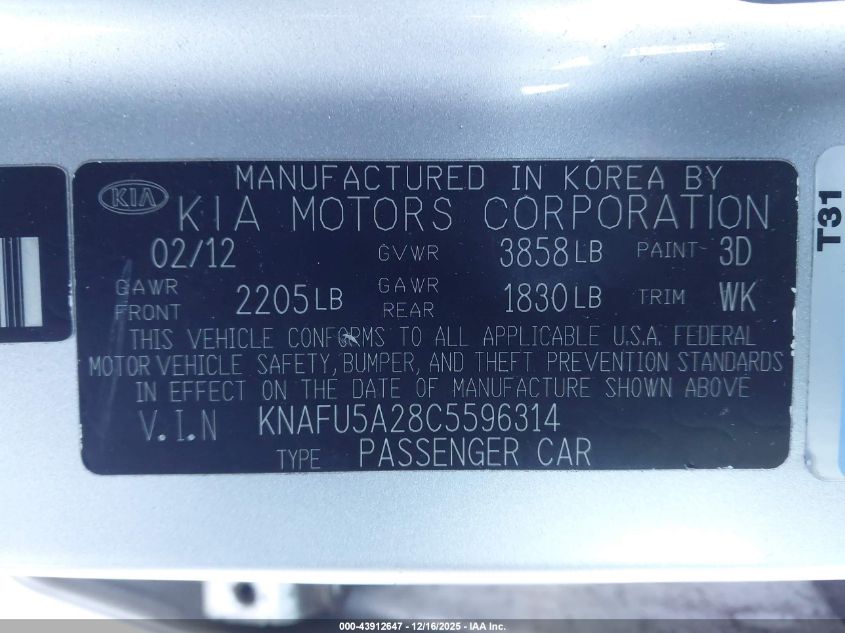 MANUFACTURED IN KOREA BY
KIA KIA MOTORS CORPORATION
02/12 GVWR 3858LB PAINT- 3D
GAWR FRONT 2205LB GAWR REAR 1830LB TRIM WK
THIS VEHICLE CONFORMS TO ALL APPLICABLE U.S.A. FEDERAL
MOTOR VEHICLE SAFETY, BUMPER, AND THEFT PREVENTION STANDARDS
IN EFFECT ON THE DATE OF MANUFACTURE SHOWN ABOVE
V.I.N KNAFU5A28C5596314
TYPE PASSENGER CAR
T31
000-43912647 - 12/16/2025 - IAA Inc.